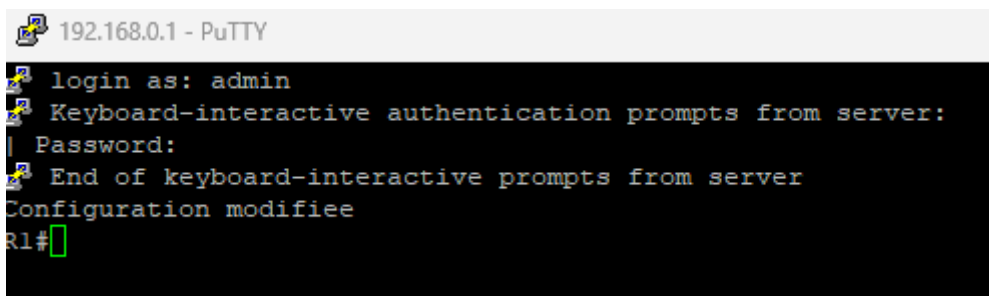 192.168.0.1 - PuTTY
login as: admin
Keyboard-interactive authentication prompts from server:
| Password:
End of keyboard-interactive prompts from server
Configuration modifiee
R1#